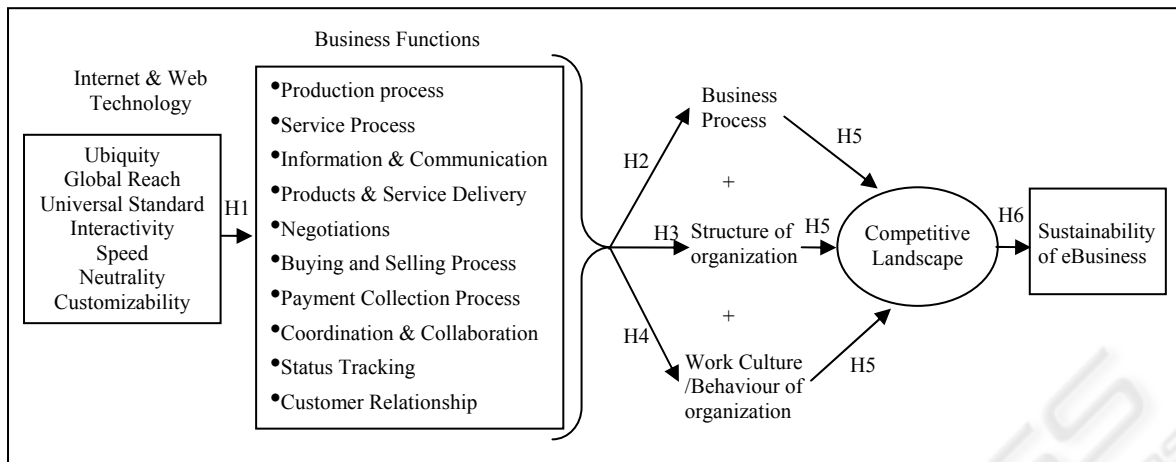 Business Functions
Internet & Web
Technology
Ubiquity
Global Reach
Universal Standard
Interactivity
Speed
Neutrality
Customizability
H1
•Production process
•Service Process
•Information & Communication
•Products & Service Delivery
•Negotiations
•Buying and Selling Process
•Payment Collection Process
•Coordination & Collaboration
•Status Tracking
•Customer Relationship
H2
H3
H4
Business
Process
+
Structure of
organization
+
Work Culture
/Behaviour of
organization
H5
H5
H5
Competitive
Landscape
H6
Sustainability
of eBusiness